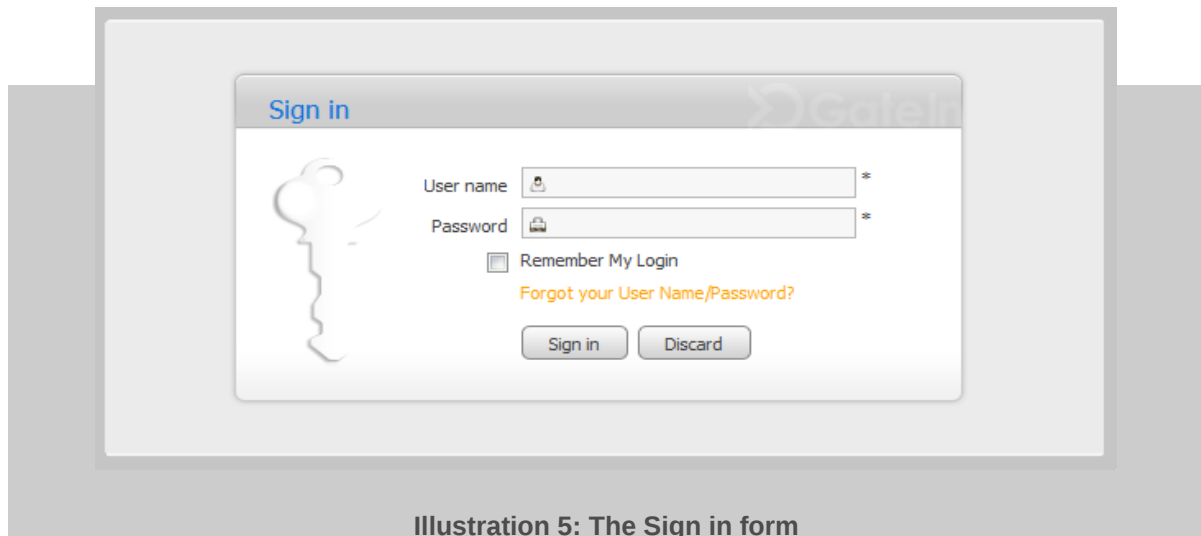 Sign in
GateIn
User name *
Password *
Remember My Login
Forgot your User Name/Password?
Sign in Discard
Illustration 5: The Sign in form